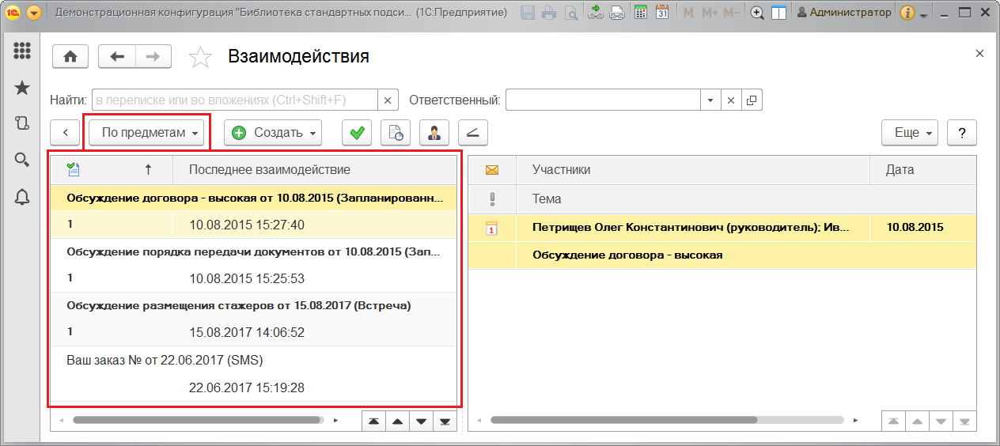 Демонстрационная конфигурация "Библиотека стандартных подси... (1С:Предприятие) M M+ M- 31 Администратор
Взаимодействия
Найти: в переписке или во вложениях (Ctrl+Shift+F) Ответственный:
По предметам Создать Еще ?
Последнее взаимодействие Участники Дата
Обсуждение договора - высокая от 10.08.2015 (Запланированн... Тема
1 10.08.2015 15:27:40 1 Петрищев Олег Константинович (руководитель); Ив... 10.08.2015
Обсуждение порядка передачи документов от 10.08.2015 (Зап... Обсуждение договора - высокая
1 10.08.2015 15:25:53
Обсуждение размещения стажеров от 15.08.2017 (Встреча)
1 15.08.2017 14:06:52
Ваш заказ № от 22.06.2017 (SMS)
22.06.2017 15:19:28